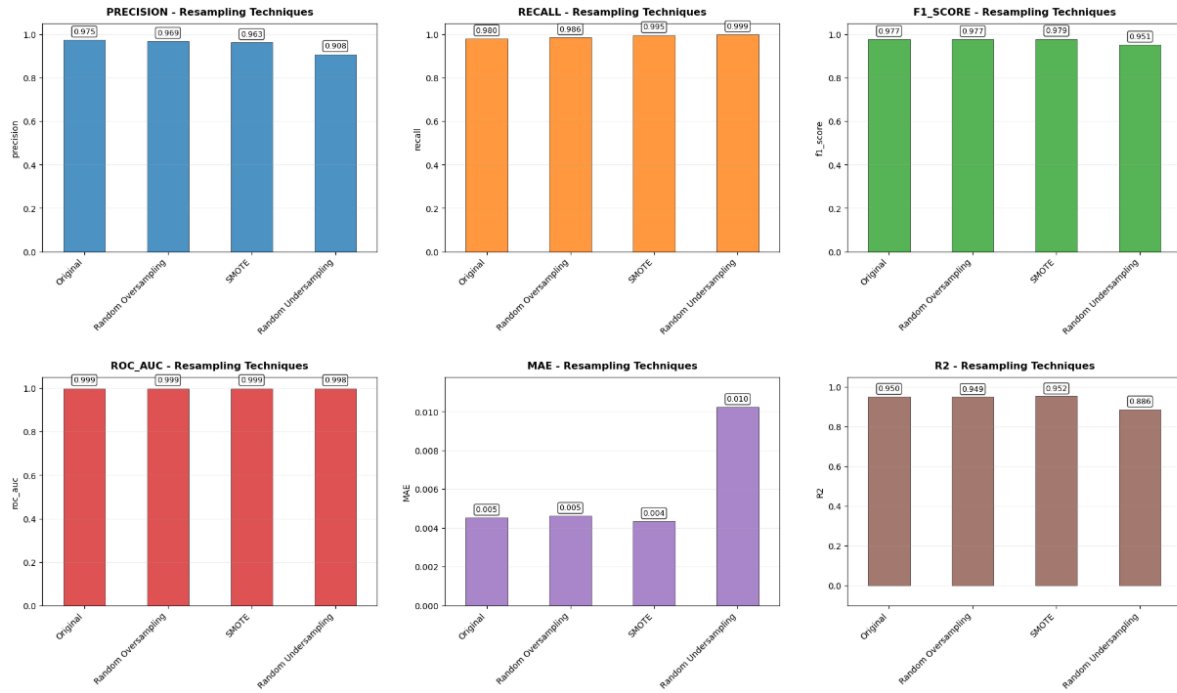 PRECISION - Resampling Techniques
1.0
0.8
0.6
0.4
0.2
0.0
precision
0.975
0.969
0.963
0.908
Original
Random Oversampling
SMOTE
Random Undersampling
RECALL - Resampling Techniques
1.0
0.8
0.6
0.4
0.2
0.0
recall
0.980
0.986
0.995
0.999
Original
Random Oversampling
SMOTE
Random Undersampling
F1_SCORE - Resampling Techniques
1.0
0.8
0.6
0.4
0.2
0.0
f1_score
0.977
0.977
0.979
0.951
Original
Random Oversampling
SMOTE
Random Undersampling
ROC_AUC - Resampling Techniques
1.0
0.8
0.6
0.4
0.2
0.0
roc_auc
0.999
0.999
0.999
0.998
Original
Random Oversampling
SMOTE
Random Undersampling
MAE - Resampling Techniques
0.010
0.008
0.006
0.004
0.002
0.000
MAE
0.005
0.005
0.004
0.010
Original
Random Oversampling
SMOTE
Random Undersampling
R2 - Resampling Techniques
1.0
0.8
0.6
0.4
0.2
0.0
R2
0.950
0.949
0.952
0.886
Original
Random Oversampling
SMOTE
Random Undersampling